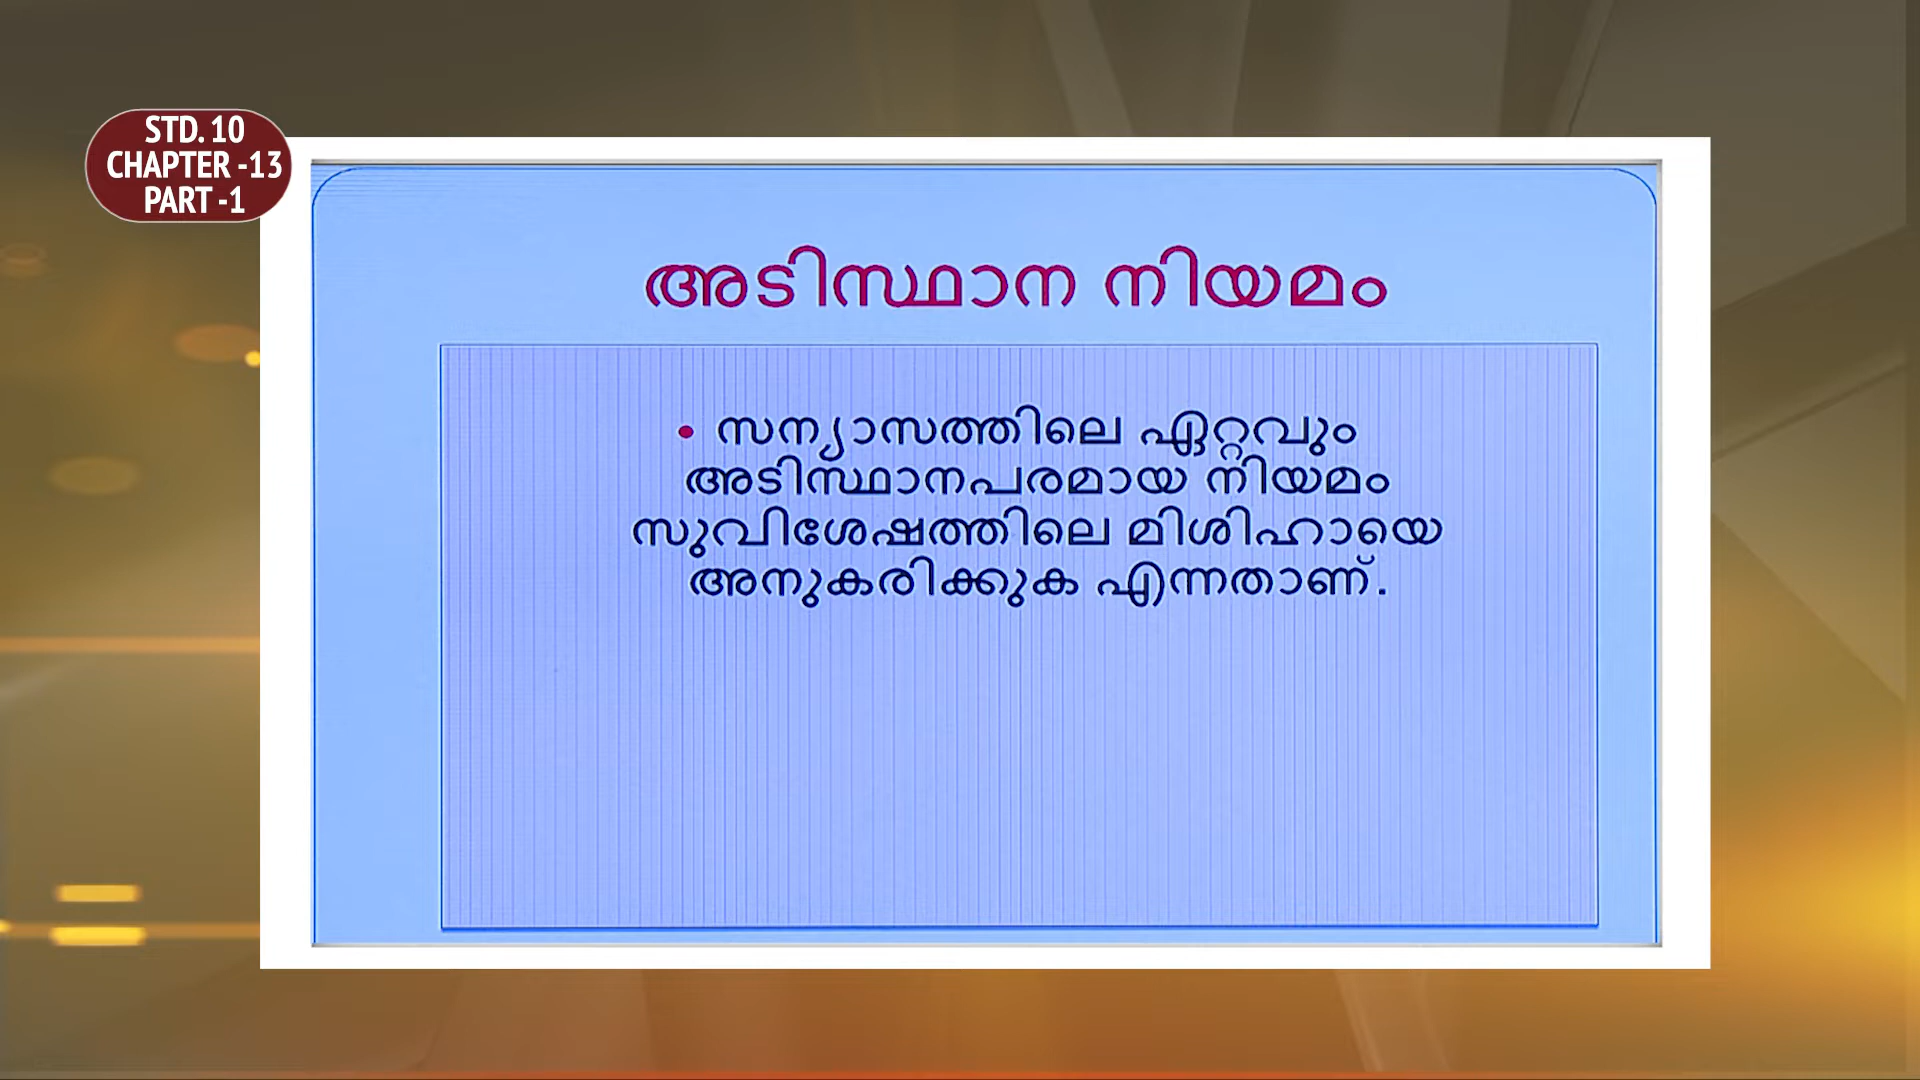 STD. 10
CHAPTER -13
PART -1
അടിസ്ഥാന നിയമം
• സന്യാസത്തിലെ ഏറ്റവും
അടിസ്ഥാനപരമായ നിയമം
സുവിശേഷത്തിലെ മിശിഹായെ
അനുകരിക്കുക എന്നതാണ്.